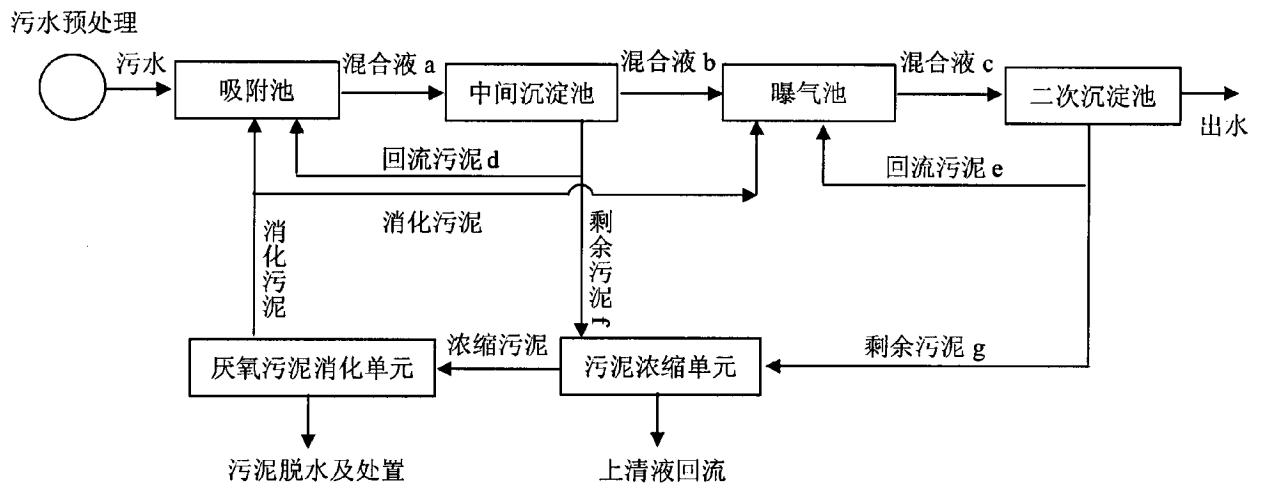 污水预处理
污水
吸附池
混合液 a
中间沉淀池
混合液 b
曝气池
混合液 c
二次沉淀池
出水
回流污泥 d
回流污泥 e
消化污泥
消化污泥
剩余污泥 f
厌氧污泥消化单元
浓缩污泥
污泥浓缩单元
剩余污泥 g
污泥脱水及处置
上清液回流